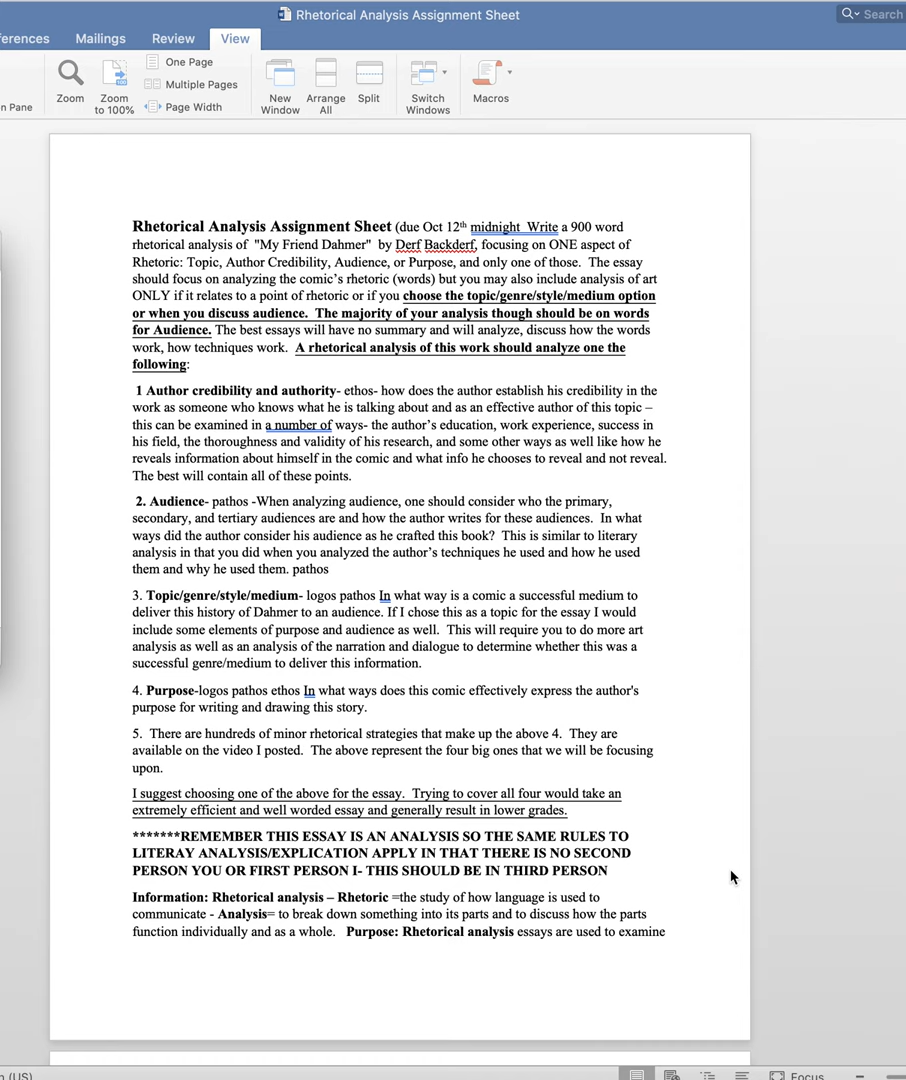 Rhetorical Analysis Assignment Sheet
Search
ferences Mailings Review View
One Page
Multiple Pages
Page Width
n Pane
Zoom
Zoom to 100%
New Window
Arrange All
Split
Switch Windows
Macros
Rhetorical Analysis Assignment Sheet (due Oct 12th midnight Write a 900 word
rhetorical analysis of "My Friend Dahmer" by Derf Backderf, focusing on ONE aspect of
Rhetoric: Topic, Author Credibility, Audience, or Purpose, and only one of those. The essay
should focus on analyzing the comic's rhetoric (words) but you may also include analysis of art
ONLY if it relates to a point of rhetoric or if you choose the topic/genre/style/medium option
or when you discuss audience. The majority of your analysis though should be on words
for Audience. The best essays will have no summary and will analyze, discuss how the words
work, how techniques work. A rhetorical analysis of this work should analyze one the
following:
1 Author credibility and authority- ethos- how does the author establish his credibility in the
work as someone who knows what he is talking about and as an effective author of this topic –
this can be examined in a number of ways- the author's education, work experience, success in
his field, the thoroughness and validity of his research, and some other ways as well like how he
reveals information about himself in the comic and what info he chooses to reveal and not reveal.
The best will contain all of these points.
2. Audience- pathos -When analyzing audience, one should consider who the primary,
secondary, and tertiary audiences are and how the author writes for these audiences. In what
ways did the author consider his audience as he crafted this book? This is similar to literary
analysis in that you did when you analyzed the author's techniques he used and how he used
them and why he used them. pathos
3. Topic/genre/style/medium- logos pathos In what way is a comic a successful medium to
deliver this history of Dahmer to an audience. If I chose this as a topic for the essay I would
include some elements of purpose and audience as well. This will require you to do more art
analysis as well as an analysis of the narration and dialogue to determine whether this was a
successful genre/medium to deliver this information.
4. Purpose-logos pathos ethos In what ways does this comic effectively express the author's
purpose for writing and drawing this story.
5. There are hundreds of minor rhetorical strategies that make up the above 4. They are
available on the video I posted. The above represent the four big ones that we will be focusing
upon.
I suggest choosing one of the above for the essay. Trying to cover all four would take an
extremely efficient and well worded essay and generally result in lower grades.
*******REMEMBER THIS ESSAY IS AN ANALYSIS SO THE SAME RULES TO
LITERAY ANALYSIS/EXPLICATION APPLY IN THAT THERE IS NO SECOND
PERSON YOU OR FIRST PERSON I- THIS SHOULD BE IN THIRD PERSON
Information: Rhetorical analysis – Rhetoric =the study of how language is used to
communicate - Analysis= to break down something into its parts and to discuss how the parts
function individually and as a whole. Purpose: Rhetorical analysis essays are used to examine
(US)
Focus